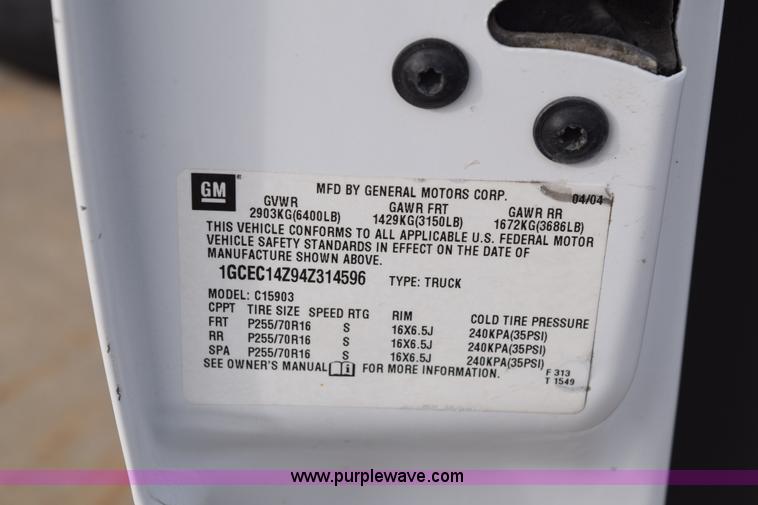 GM
MFD BY GENERAL MOTORS CORP. 04/04
GVWR GAWR FRT GAWR RR
2903KG(6400LB) 1429KG(3150LB) 1672KG(3686LB)
THIS VEHICLE CONFORMS TO ALL APPLICABLE U.S. FEDERAL MOTOR
VEHICLE SAFETY STANDARDS IN EFFECT ON THE DATE OF
MANUFACTURE SHOWN ABOVE.
1GCEC14Z94Z314596 TYPE: TRUCK
MODEL: C15903
CPPT TIRE SIZE SPEED RTG RIM COLD TIRE PRESSURE
FRT P255/70R16 S 16X6.5J 240KPA(35PSI)
RR P255/70R16 S 16X6.5J 240KPA(35PSI)
SPA P255/70R16 S 16X6.5J 240KPA(35PSI)
SEE OWNER'S MANUAL FOR MORE INFORMATION.
F 313
T 1549
www.purplewave.com